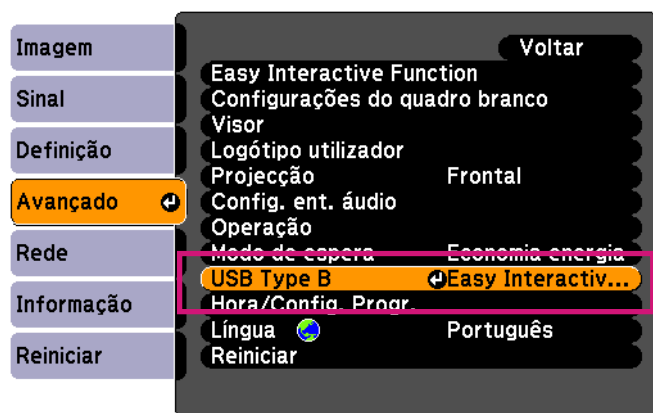 Imagem
Sinal
Definição
Avançado
Rede
Informação
Reiniciar
Voltar
Easy Interactive Function
Configurações do quadro branco
Visor
Logótipo utilizador
Projecção Frontal
Config. ent. áudio
Operação
Modo de espera Economia energia
USB Type B Easy Interactiv...
Hora/Config. Progr.
Língua Português
Reiniciar